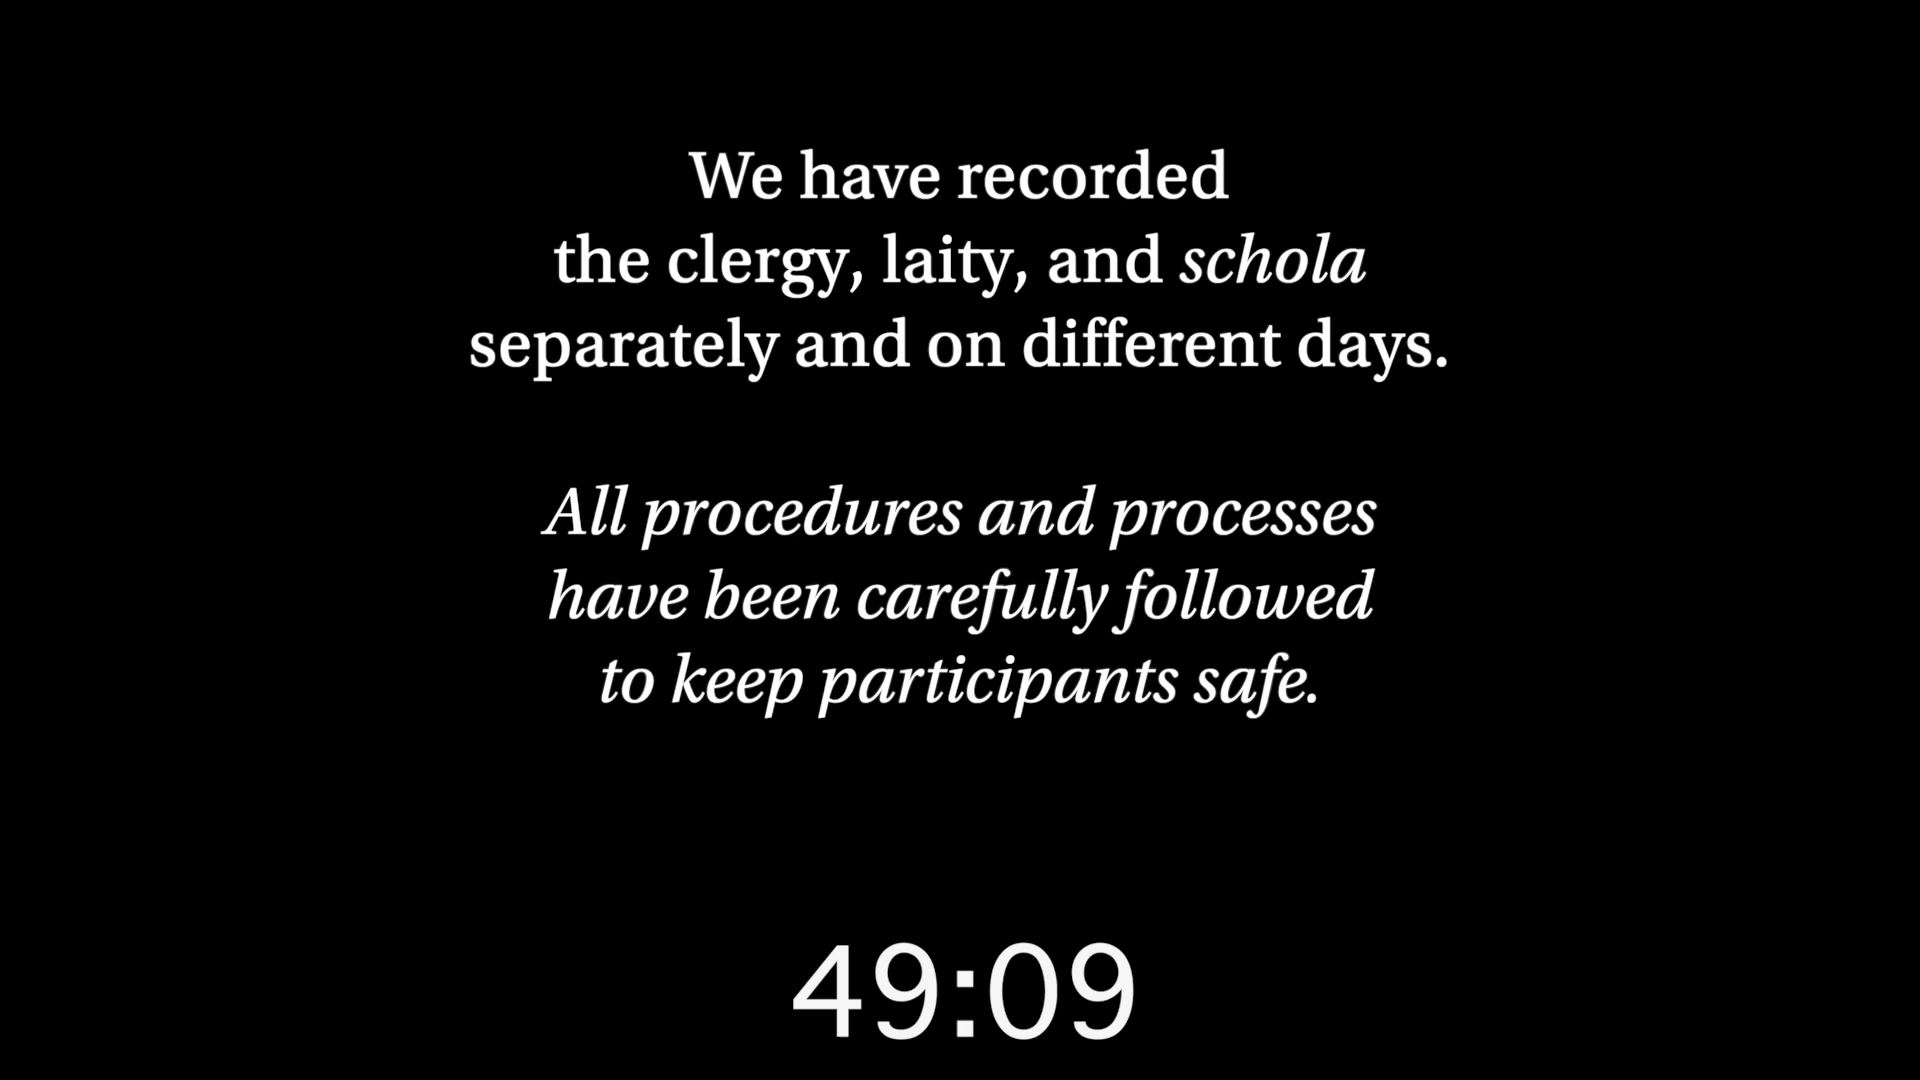 We have recorded
the clergy, laity, and schola
separately and on different days.
All procedures and processes
have been carefully followed
to keep participants safe.
49:09